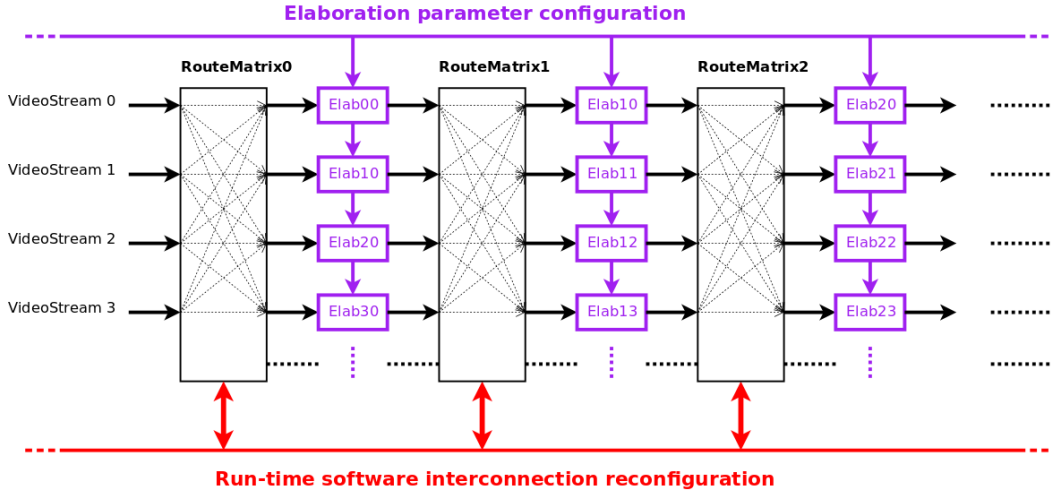 Elaboration parameter configuration
RouteMatrix0 RouteMatrix1 RouteMatrix2
VideoStream 0 Elab00 Elab10 Elab20
VideoStream 1 Elab10 Elab11 Elab21
VideoStream 2 Elab20 Elab12 Elab22
VideoStream 3 Elab30 Elab13 Elab23
Run-time software interconnection reconfiguration